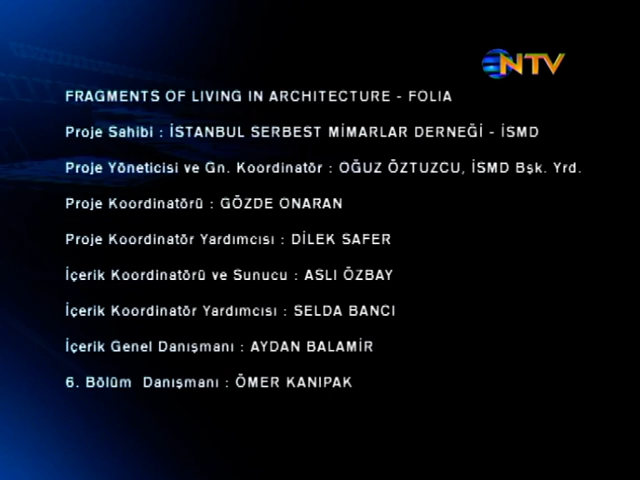 NTV
FRAGMENTS OF LIVING IN ARCHITECTURE - FOLIA
Proje Sahibi : İSTANBUL SERBEST MİMARLAR DERNEĞİ - İSMD
Proje Yöneticisi ve Gn. Koordinatör : OĞUZ ÖZTUZCU, İSMD Bşk. Yrd.
Proje Koordinatörü : GÖZDE ONARAN
Proje Koordinatör Yardımcısı : DİLEK SAFER
İçerik Koordinatörü ve Sunucu : ASLI ÖZBAY
İçerik Koordinatör Yardımcısı : SELDA BANCI
İçerik Genel Danışmanı : AYDAN BALAMİR
6. Bölüm Danışmanı : ÖMER KANIPAK